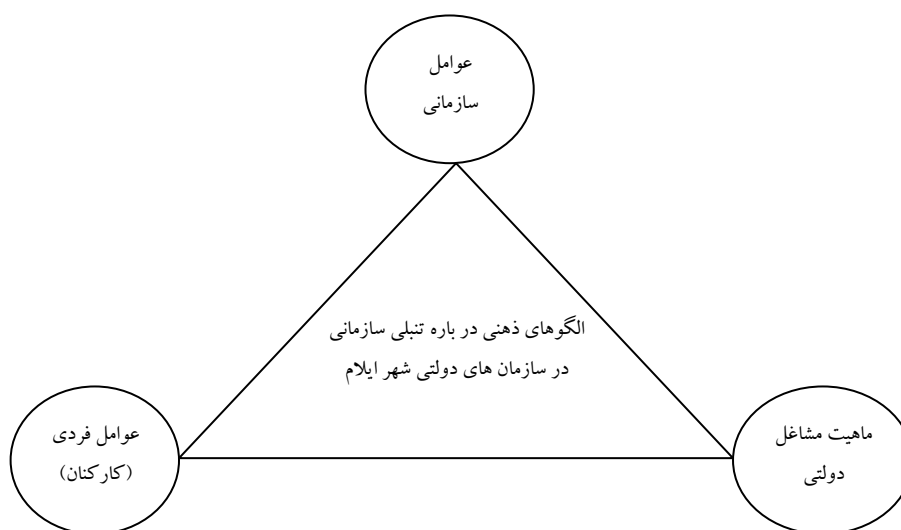 عوامل
سازمانی
الگوهای ذهنی در باره تنبلی سازمانی
در سازمان های دولتی شهر ایلام
ماهیت مشاغل
دولتی
عوامل فردی
(کارکنان)